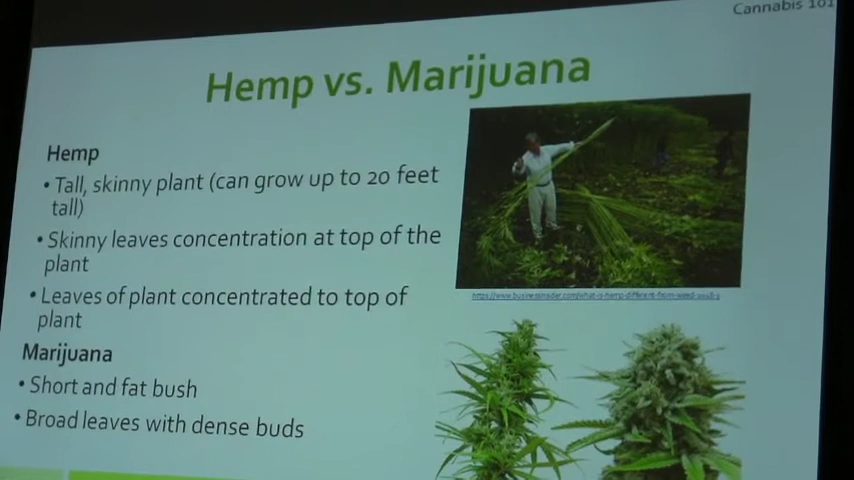 Cannabis 101
Hemp vs. Marijuana
Hemp
• Tall, skinny plant (can grow up to 20 feet
tall)
• Skinny leaves concentration at top of the
plant
• Leaves of plant concentrated to top of
plant
Marijuana
• Short and fat bush
• Broad leaves with dense buds